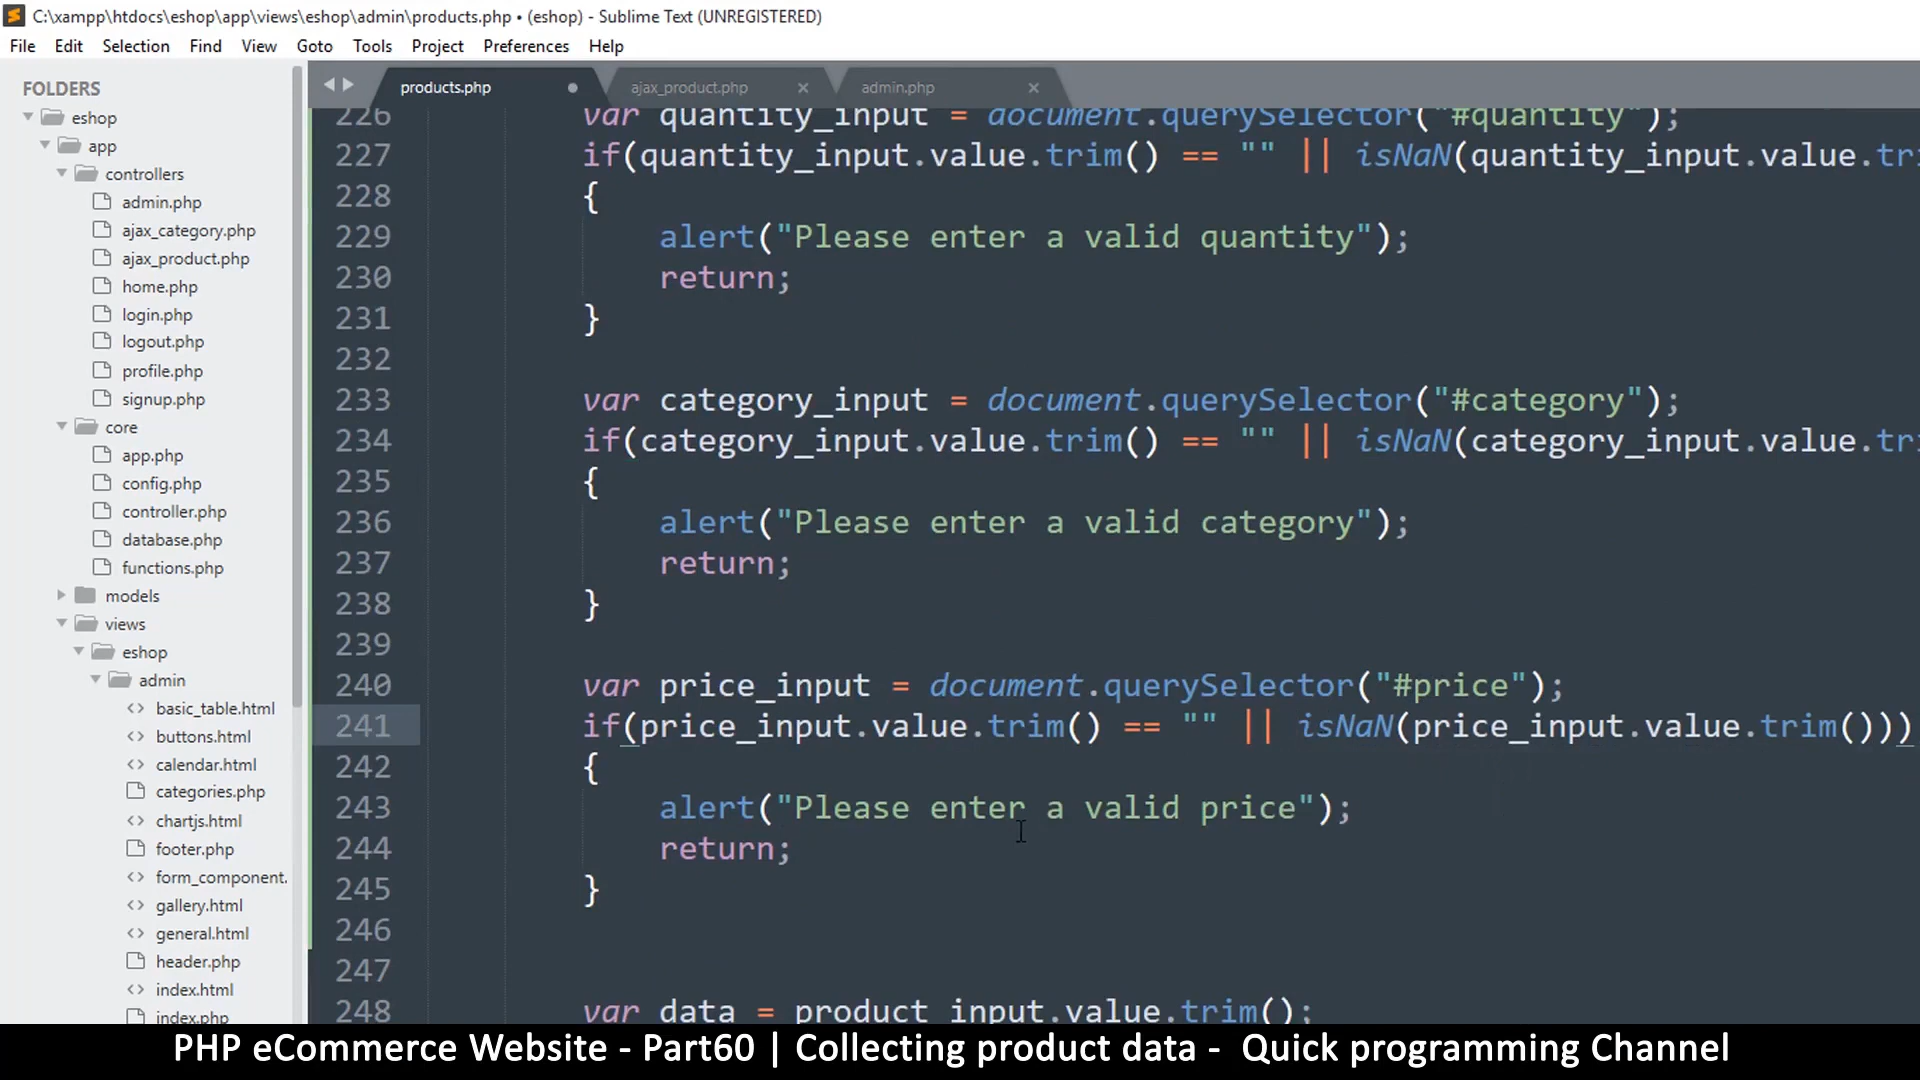 C:\xampp\htdocs\eshop\app\views\eshop\admin\products.php • (eshop) - Sublime Text (UNREGISTERED)
File Edit Selection Find View Goto Tools Project Preferences Help
FOLDERS
eshop
app
controllers
admin.php
ajax_category.php
ajax_product.php
home.php
login.php
logout.php
profile.php
signup.php
core
app.php
config.php
controller.php
database.php
functions.php
models
views
eshop
admin
basic_table.html
buttons.html
calendar.html
categories.php
chartjs.html
footer.php
form_component.
gallery.html
general.html
header.php
index.html
index.php
products.php ajax_product.php admin.php
226 var quantity_input = document.querySelector("#quantity");
227 if(quantity_input.value.trim() == "" || isNaN(quantity_input.value.tri
228 {
229 alert("Please enter a valid quantity");
230 return;
231 }
232
233 var category_input = document.querySelector("#category");
234 if(category_input.value.trim() == "" || isNaN(category_input.value.tri
235 {
236 alert("Please enter a valid category");
237 return;
238 }
239
240 var price_input = document.querySelector("#price");
241 if(price_input.value.trim() == "" || isNaN(price_input.value.trim()))
242 {
243 alert("Please enter a valid price");
244 return;
245 }
246
247
248 var data = product_input.value.trim();
PHP eCommerce Website - Part60 | Collecting product data - Quick programming Channel